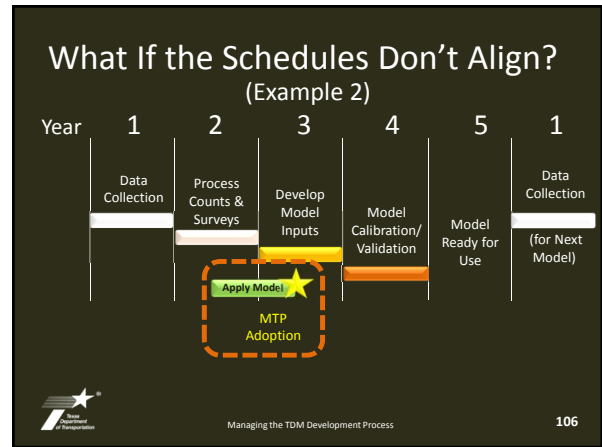 What If the Schedules Don't Align?
(Example 2)
Year 1 2 3 4 5 1
Data
Collection
Process
Counts &
Surveys
Develop
Model
Inputs
Model
Calibration/
Validation
Model
Ready for
Use
Data
Collection
(for Next
Model)
Apply Model
MTP
Adoption
Texas
Department
of Transportation
Managing the TDM Development Process
106